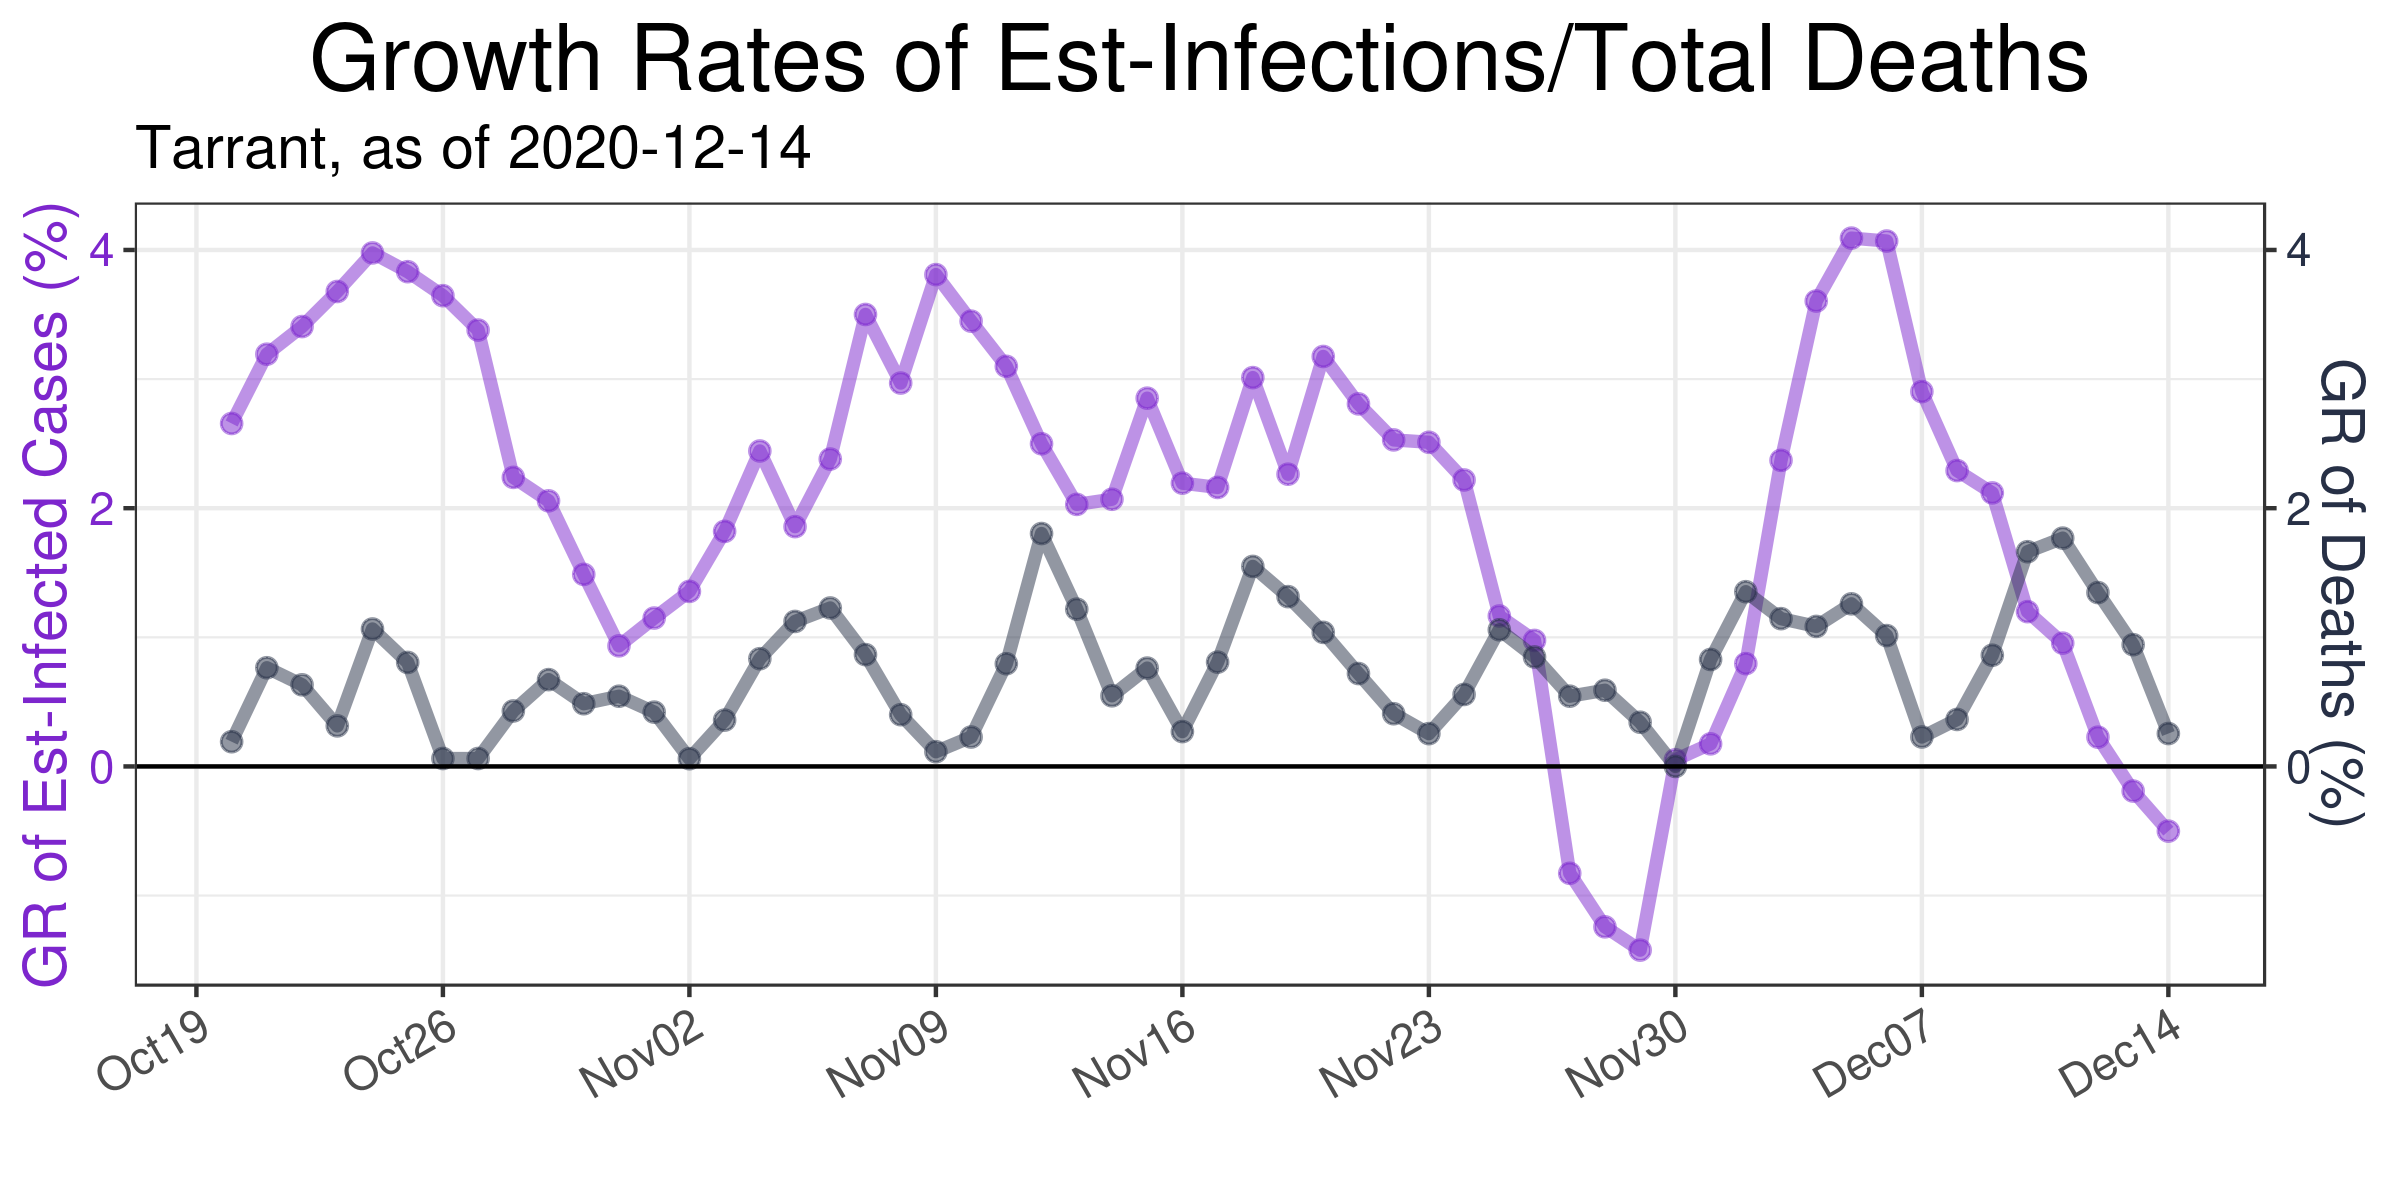 Growth Rates of Est-Infections/Total Deaths
Tarrant, as of 2020-12-14
GR of Est-Infected Cases (%)
4
2
0
4
2
0
GR of Deaths (%)
Oct19
Oct26
Nov02
Nov09
Nov16
Nov23
Nov30
Dec07
Dec14